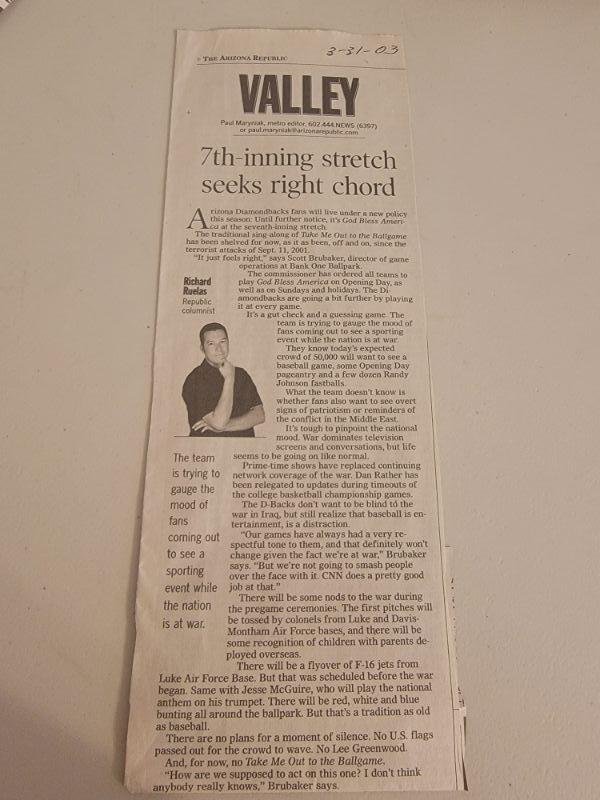 3-31-03
THE ARIZONA REPUBLIC
VALLEY
Paul Maryniak, metro editor, 602.444.NEWS (6397)
or paul.maryniak@arizonarepublic.com
7th-inning stretch
seeks right chord
Arizona Diamondbacks fans will live under a new policy
this season: Until further notice, it's God Bless Ameri-
ca at the seventh-inning stretch.
The traditional sing-along of Take Me Out to the Ballgame
has been shelved for now, as it as been, off and on, since the
terrorist attacks of Sept. 11, 2001.
"It just feels right," says Scott Brubaker, director of game
operations at Bank One Ballpark.
The commissioner has ordered all teams to
play God Bless America on Opening Day, as
well as on Sundays and holidays. The Di-
amondbacks are going a bit further by playing
it at every game.
It's a gut check and a guessing game. The
team is trying to gauge the mood of
fans coming out to see a sporting
event while the nation is at war.
They know today's expected
crowd of 50,000 will want to see a
baseball game, some Opening Day
pageantry and a few dozen Randy
Johnson fastballs.
What the team doesn't know is
whether fans also want to see overt
signs of patriotism or reminders of
the conflict in the Middle East.
It's tough to pinpoint the national
mood. War dominates television
screens and conversations, but life
seems to be going on like normal.
Prime-time shows have replaced continuing
network coverage of the war. Dan Rather has
been relegated to updates during timeouts of
the college basketball championship games.
The D-Backs don't want to be blind to the
war in Iraq, but still realize that baseball is en-
tertainment, is a distraction.
"Our games have always had a very re-
spectful tone to them, and that definitely won't
change given the fact we're at war," Brubaker
says. "But we're not going to smash people
over the face with it. CNN does a pretty good
job at that."
There will be some nods to the war during
the pregame ceremonies. The first pitches will
be tossed by colonels from Luke and Davis-
Montham Air Force bases, and there will be
some recognition of children with parents de-
ployed overseas.
There will be a flyover of F-16 jets from
Luke Air Force Base. But that was scheduled before the war
began. Same with Jesse McGuire, who will play the national
anthem on his trumpet. There will be red, white and blue
bunting all around the ballpark. But that's a tradition as old
as baseball.
There are no plans for a moment of silence. No U.S. flags
passed out for the crowd to wave. No Lee Greenwood.
And, for now, no Take Me Out to the Ballgame.
"How are we supposed to act on this one? I don't think
anybody really knows," Brubaker says.
Richard
Ruelas
Republic
columnist
The team
is trying to
gauge the
mood of
fans
coming out
to see a
sporting
event while
the nation
is at war.